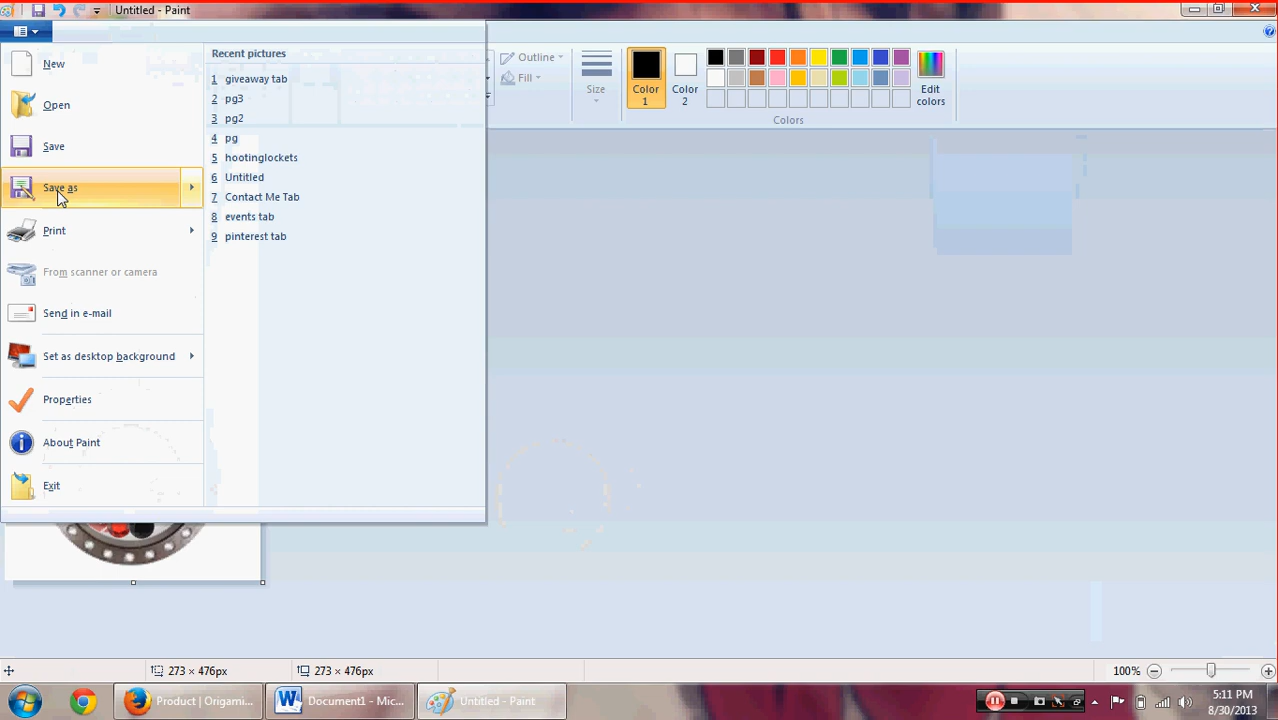 Untitled - Paint
New
Open
Save
Save as
Print
From scanner or camera
Send in e-mail
Set as desktop background
Properties
About Paint
Exit
Recent pictures
1 giveaway tab
2 pg3
3 pg2
4 pg
5 hootinglockets
6 Untitled
7 Contact Me Tab
8 events tab
9 pinterest tab
Outline
Fill
Size
Color 1
Color 2
Edit colors
Colors
273 × 476px
273 × 476px
100%
Product | Origami...
Document1 - Mic...
Untitled - Paint
5:11 PM
8/30/2013